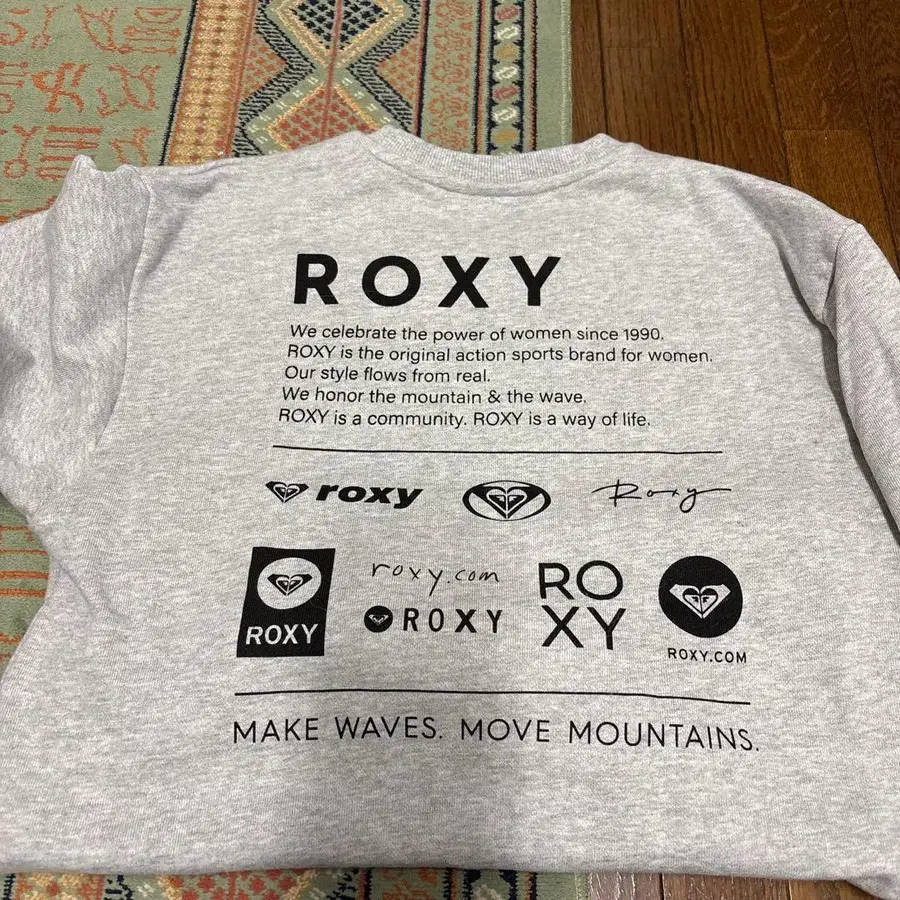 ROXY
We celebrate the power of women since 1990.
ROXY is the original action sports brand for women.
Our style flows from real.
We honor the mountain & the wave.
ROXY is a community. ROXY is a way of life.
roxy
Roxy
ROXY
roxy.com
ROXY
RO
XY
ROXY.COM
MAKE WAVES. MOVE MOUNTAINS.